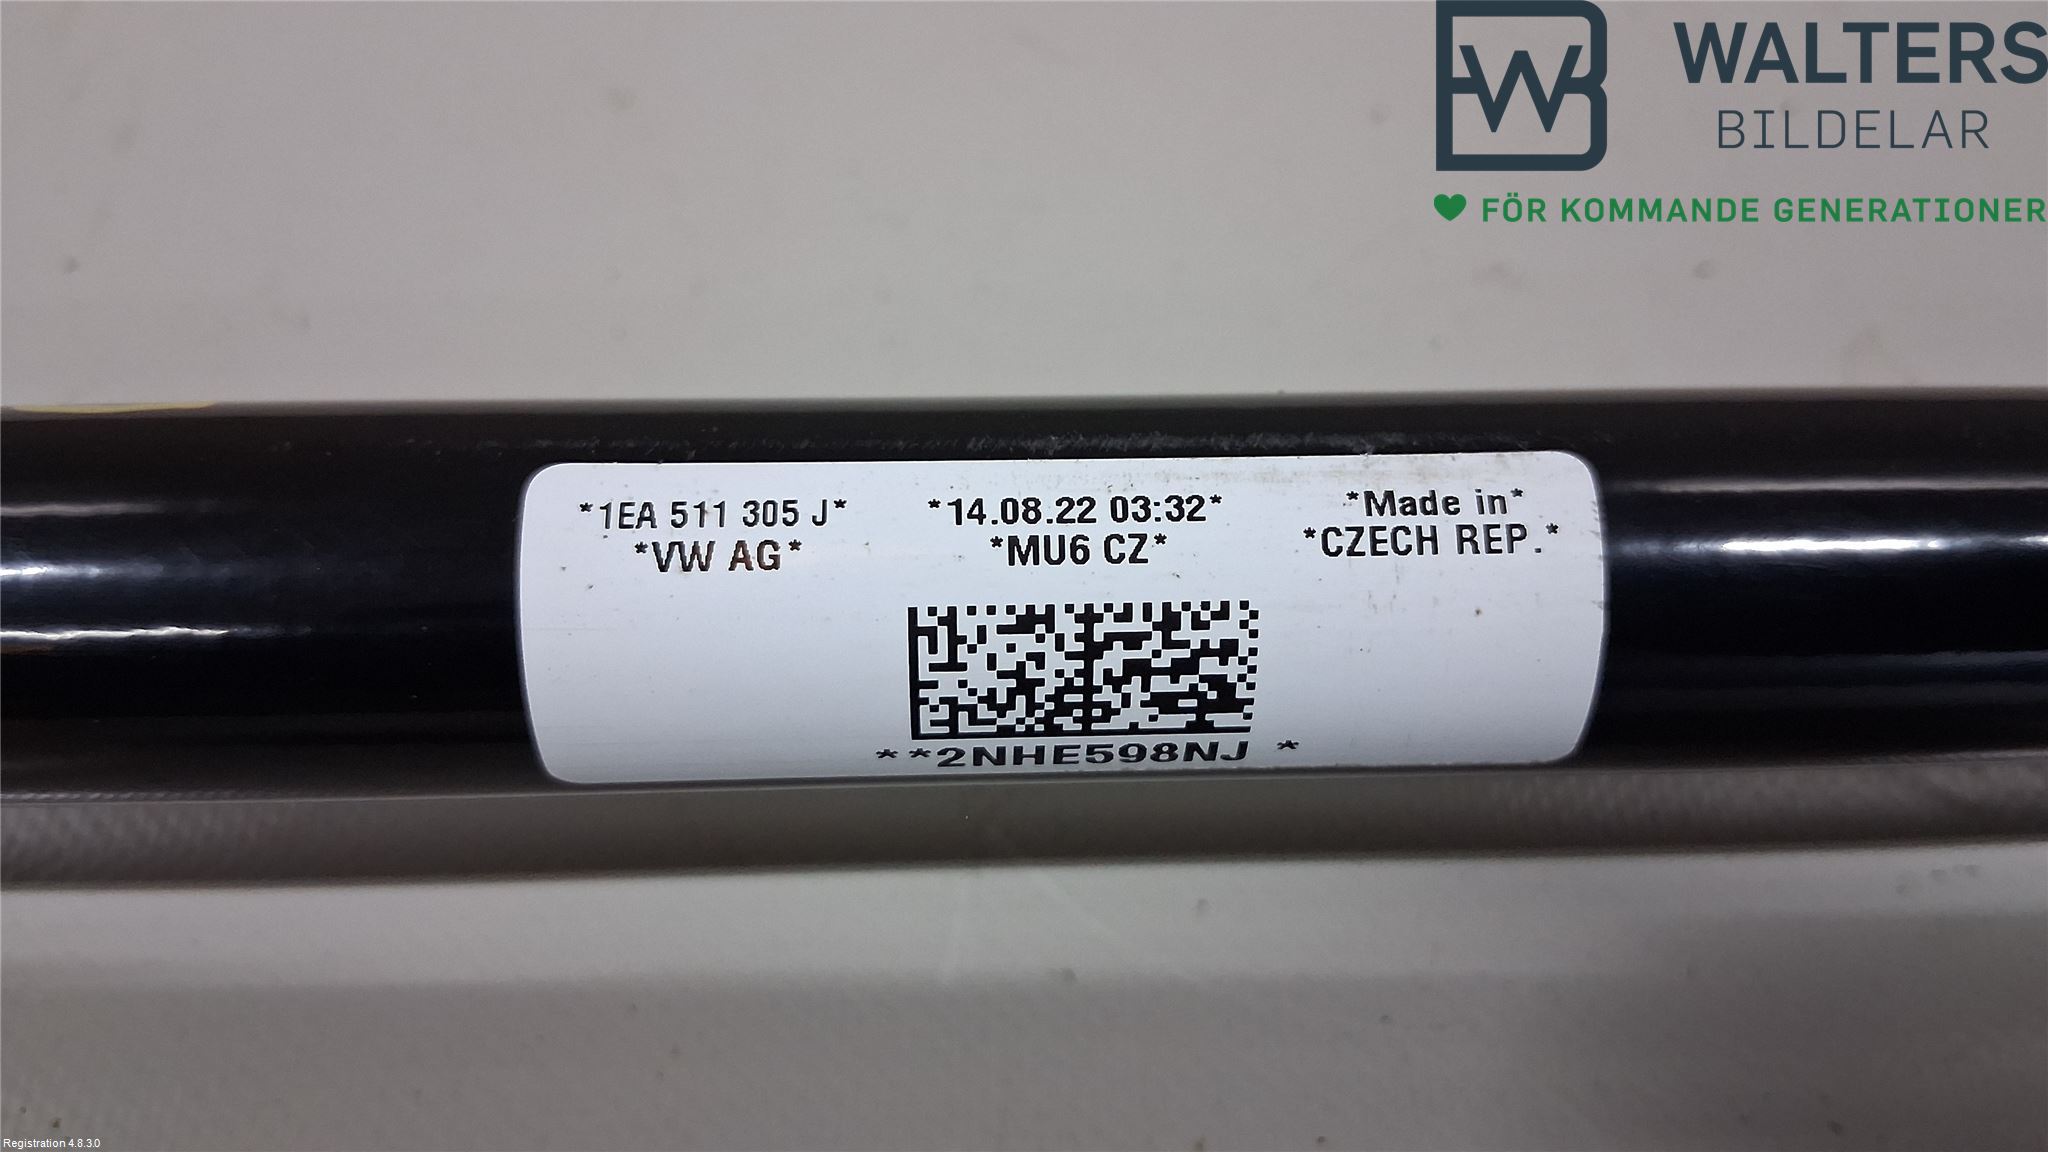 WALTERS
BILDELAR
FÖR KOMMANDE GENERATIONER
*1EA 511 305 J* *14.08.22 03:32* *Made in*
*VW AG* *MU6 CZ* *CZECH REP.*
**2NHE598NJ *
Registration 4.8.3.0